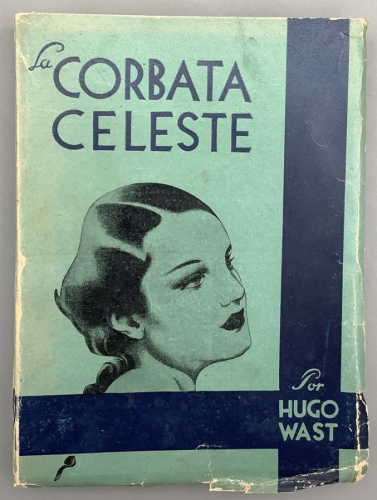 La
CORBATA
CELESTE
Por
HUGO
WAST